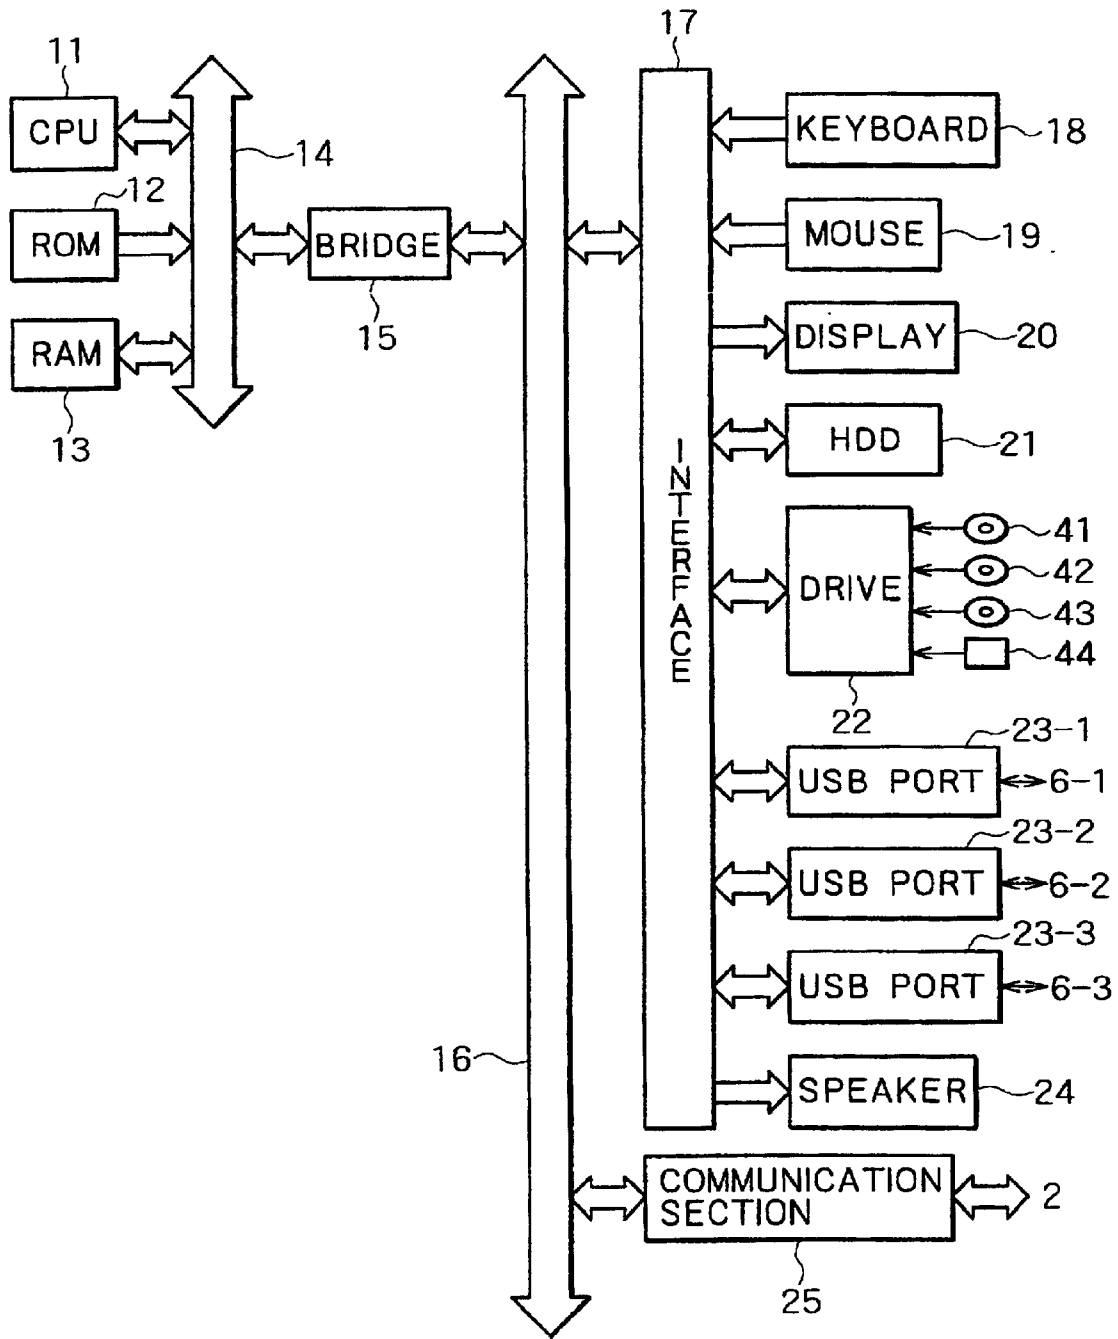 17
11
CPU
14
KEYBOARD
18
12
ROM
BRIDGE
15
MOUSE
19
RAM
13
DISPLAY
20
HDD
21
INTERFACE
DRIVE
22
41
42
43
44
23-1
USB PORT
6-1
23-2
USB PORT
6-2
23-3
USB PORT
6-3
16
SPEAKER
24
COMMUNICATION
SECTION
2
25